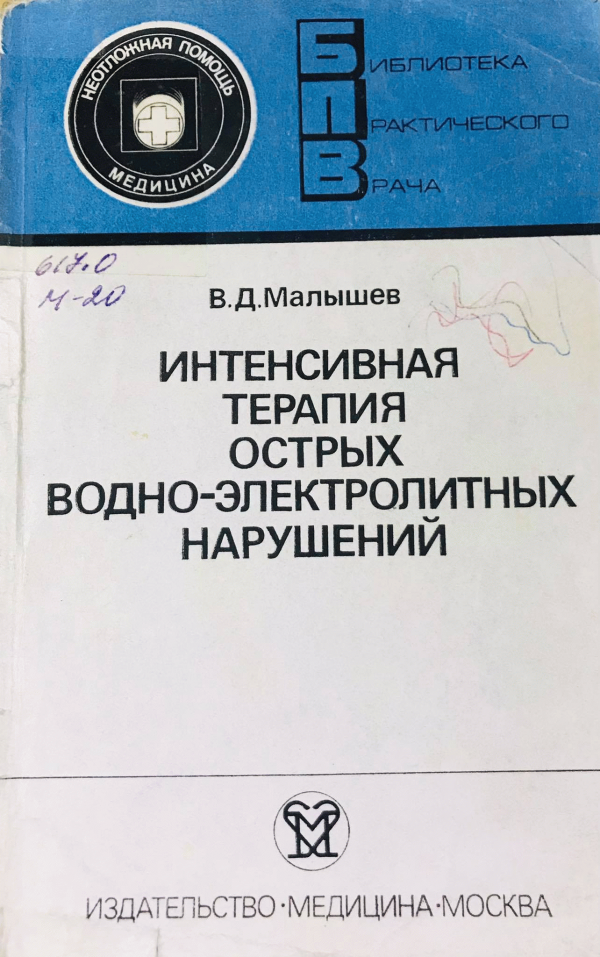 НЕОТЛОЖНАЯ ПОМОЩЬ
МЕДИЦИНА
БИБЛИОТЕКА
ПРАКТИЧЕСКОГО
ВРАЧА
617.0
М-20
В.Д.Малышев
ИНТЕНСИВНАЯ
ТЕРАПИЯ
ОСТРЫХ
ВОДНО-ЭЛЕКТРОЛИТНЫХ
НАРУШЕНИЙ
М
ИЗДАТЕЛЬСТВО·МЕДИЦИНА·МОСКВА